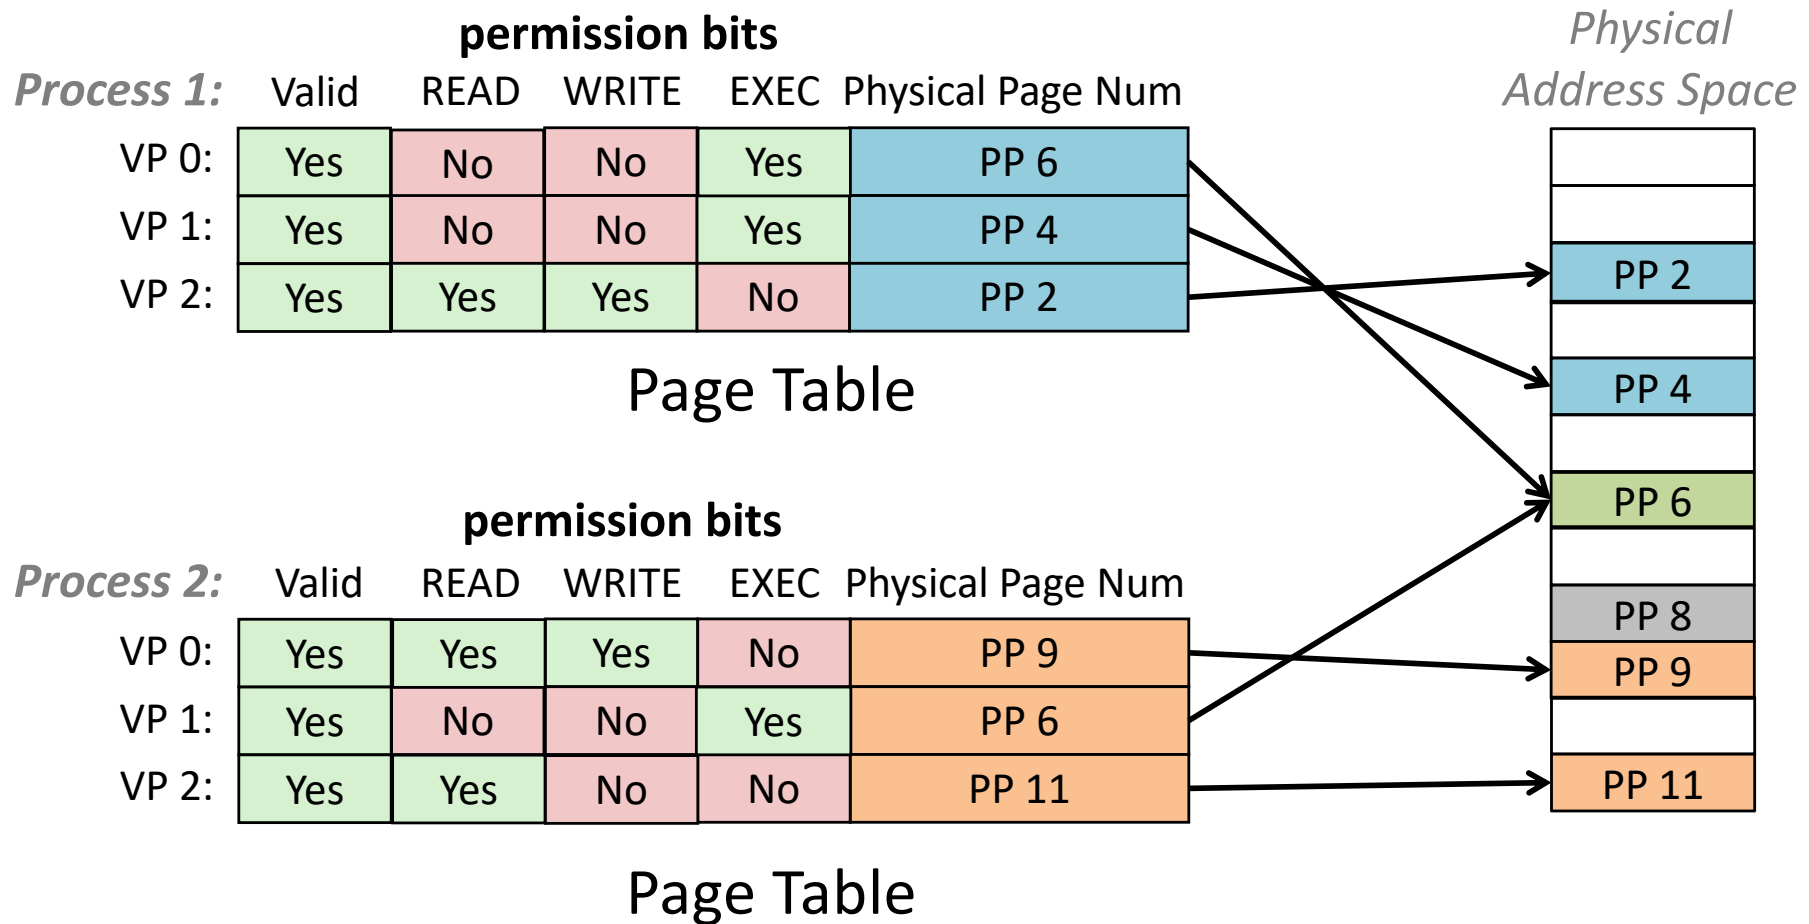 permission bits
Process 1: Valid READ WRITE EXEC Physical Page Num
VP 0: Yes No No Yes PP 6
VP 1: Yes No No Yes PP 4
VP 2: Yes Yes Yes No PP 2
Page Table
permission bits
Process 2: Valid READ WRITE EXEC Physical Page Num
VP 0: Yes Yes Yes No PP 9
VP 1: Yes No No Yes PP 6
VP 2: Yes Yes No No PP 11
Page Table
Physical
Address Space
PP 2
PP 4
PP 6
PP 8
PP 9
PP 11